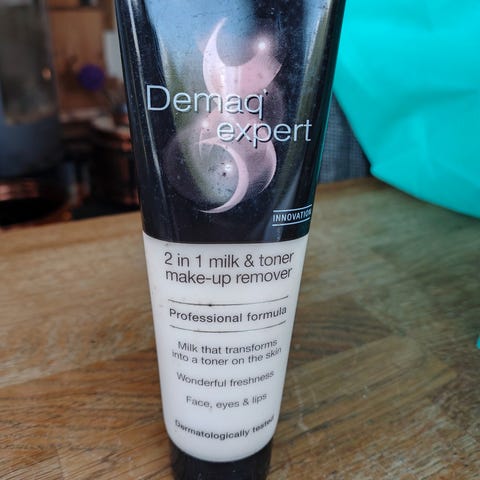 Demaq'
expert
INNOVATION
2 in 1 milk & toner
make-up remover
Professional formula
Milk that transforms
into a toner on the skin
Wonderful freshness
Face, eyes & lips
Dermatologically tested